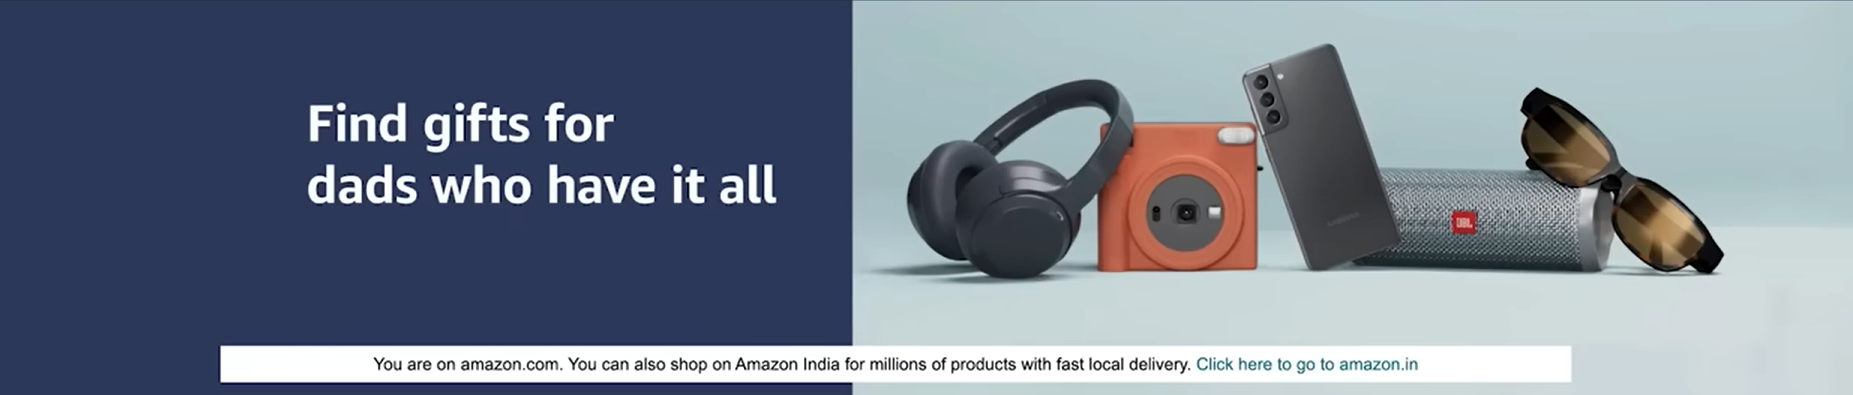 Find gifts for
dads who have it all
JBL
You are on amazon.com. You can also shop on Amazon India for millions of products with fast local delivery. Click here to go to amazon.in